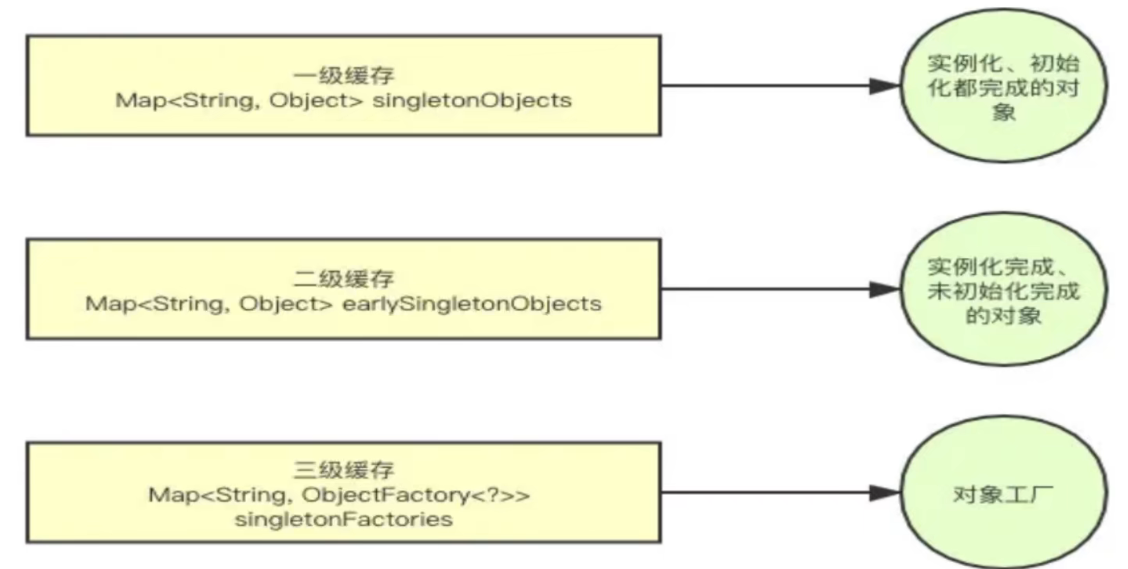 一级缓存
Map<String, Object> singletonObjects
实例化、初始
化都完成的对
象
二级缓存
Map<String, Object> earlySingletonObjects
实例化完成、
未初始化完成
的对象
三级缓存
Map<String, ObjectFactory<?>>
singletonFactories
对象工厂